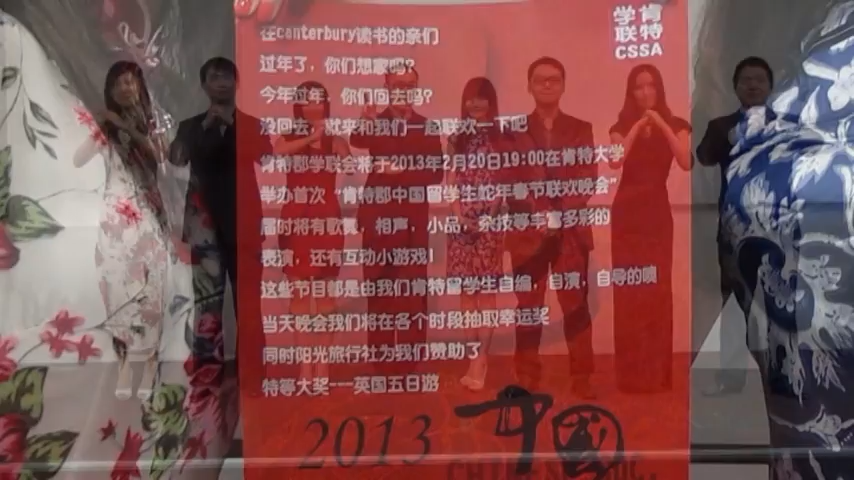 学肯
联特
CSSA
在canterbury读书的亲们
过年了，你们想家吗?
今年过年，你们回去吗?
没回去，就来和我们一起联欢一下吧
肯特郡学联会将于2013年2月20日19:00在肯特大学
举办首次“肯特郡中国留学生蛇年春节联欢晚会”
届时将有歌舞，相声，小品，杂技等丰富多彩的
表演，还有互动小游戏!
这些节目都是由我们肯特留学生自编，自演，自导的噢
当天晚会我们将在各个时段抽取幸运奖
同时阳光旅行社为我们赞助了
特等大奖---英国五日游
2013 中國